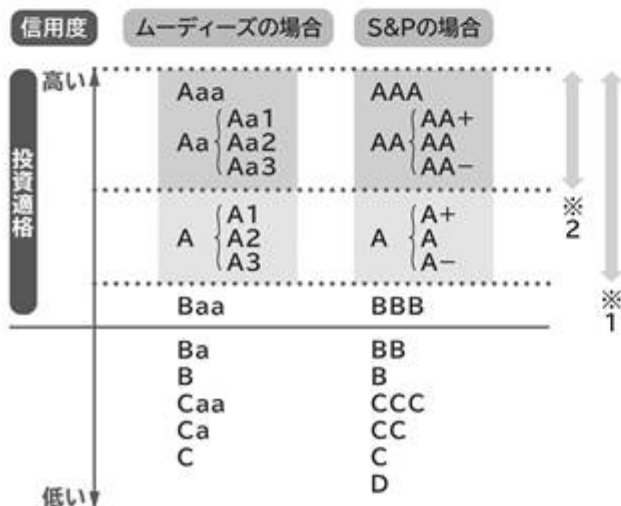 信用度 ムーディーズの場合 S&Pの場合
高い
投資適格
Aaa AAA
Aa Aa1 AA AA+
Aa2 AA
Aa3 AA−
A A1 A A+
A2 A
A3 A−
Baa BBB
Ba BB
B B
Caa CCC
Ca CC
C C
D
低い
※2
※1